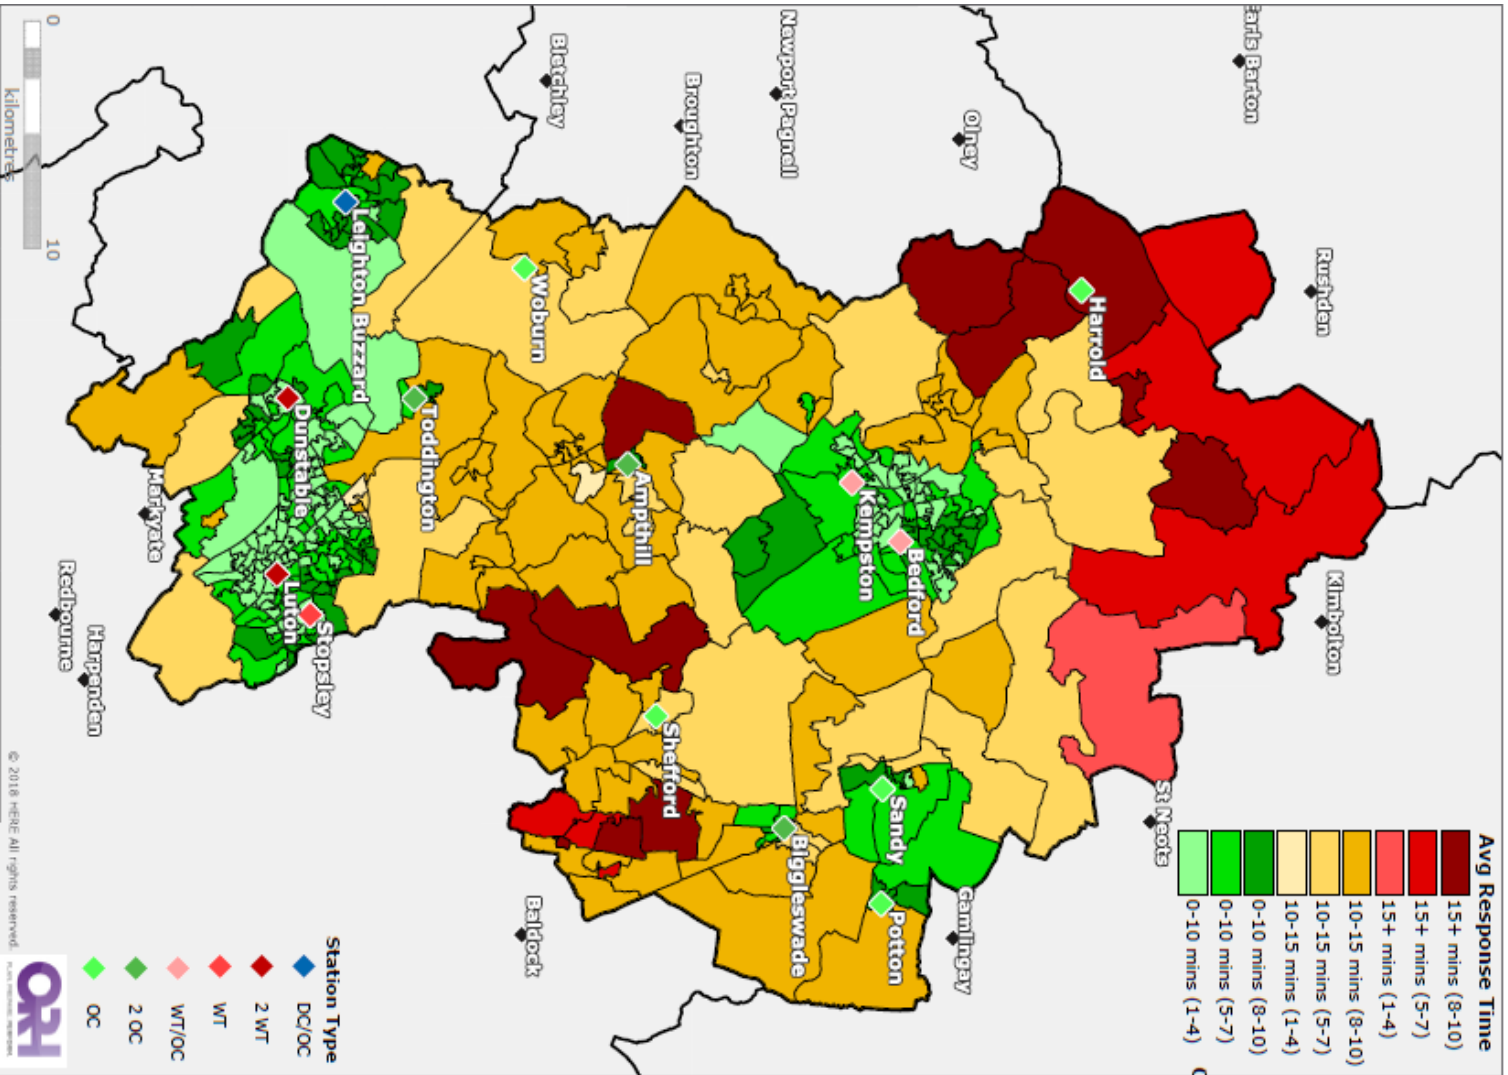 Avg Response Time
15+ mins (8-10)
15+ mins (5-7)
15+ mins (1-4)
10-15 mins (8-10)
10-15 mins (5-7)
10-15 mins (1-4)
0-10 mins (8-10)
0-10 mins (5-7)
0-10 mins (1-4)
Earls Barton
Rushden
Kimbolton
St Neots
Olney
Harrold
Newport Pagnell
Broughton
Bletchley
Kempston
Bedford
Sandy
Potton
Gamlingay
Biggleswade
Woburn
Ampthill
Shefford
Baldock
Toddington
Leighton Buzzard
Dunstable
Luton
Stopsley
Markyate
Redbourne
Harpenden
Station Type
DC/OC
2 WT
WT
WT/OC
2 OC
OC
0
10
kilometres
© 2018 HERE All rights reserved.
ORH